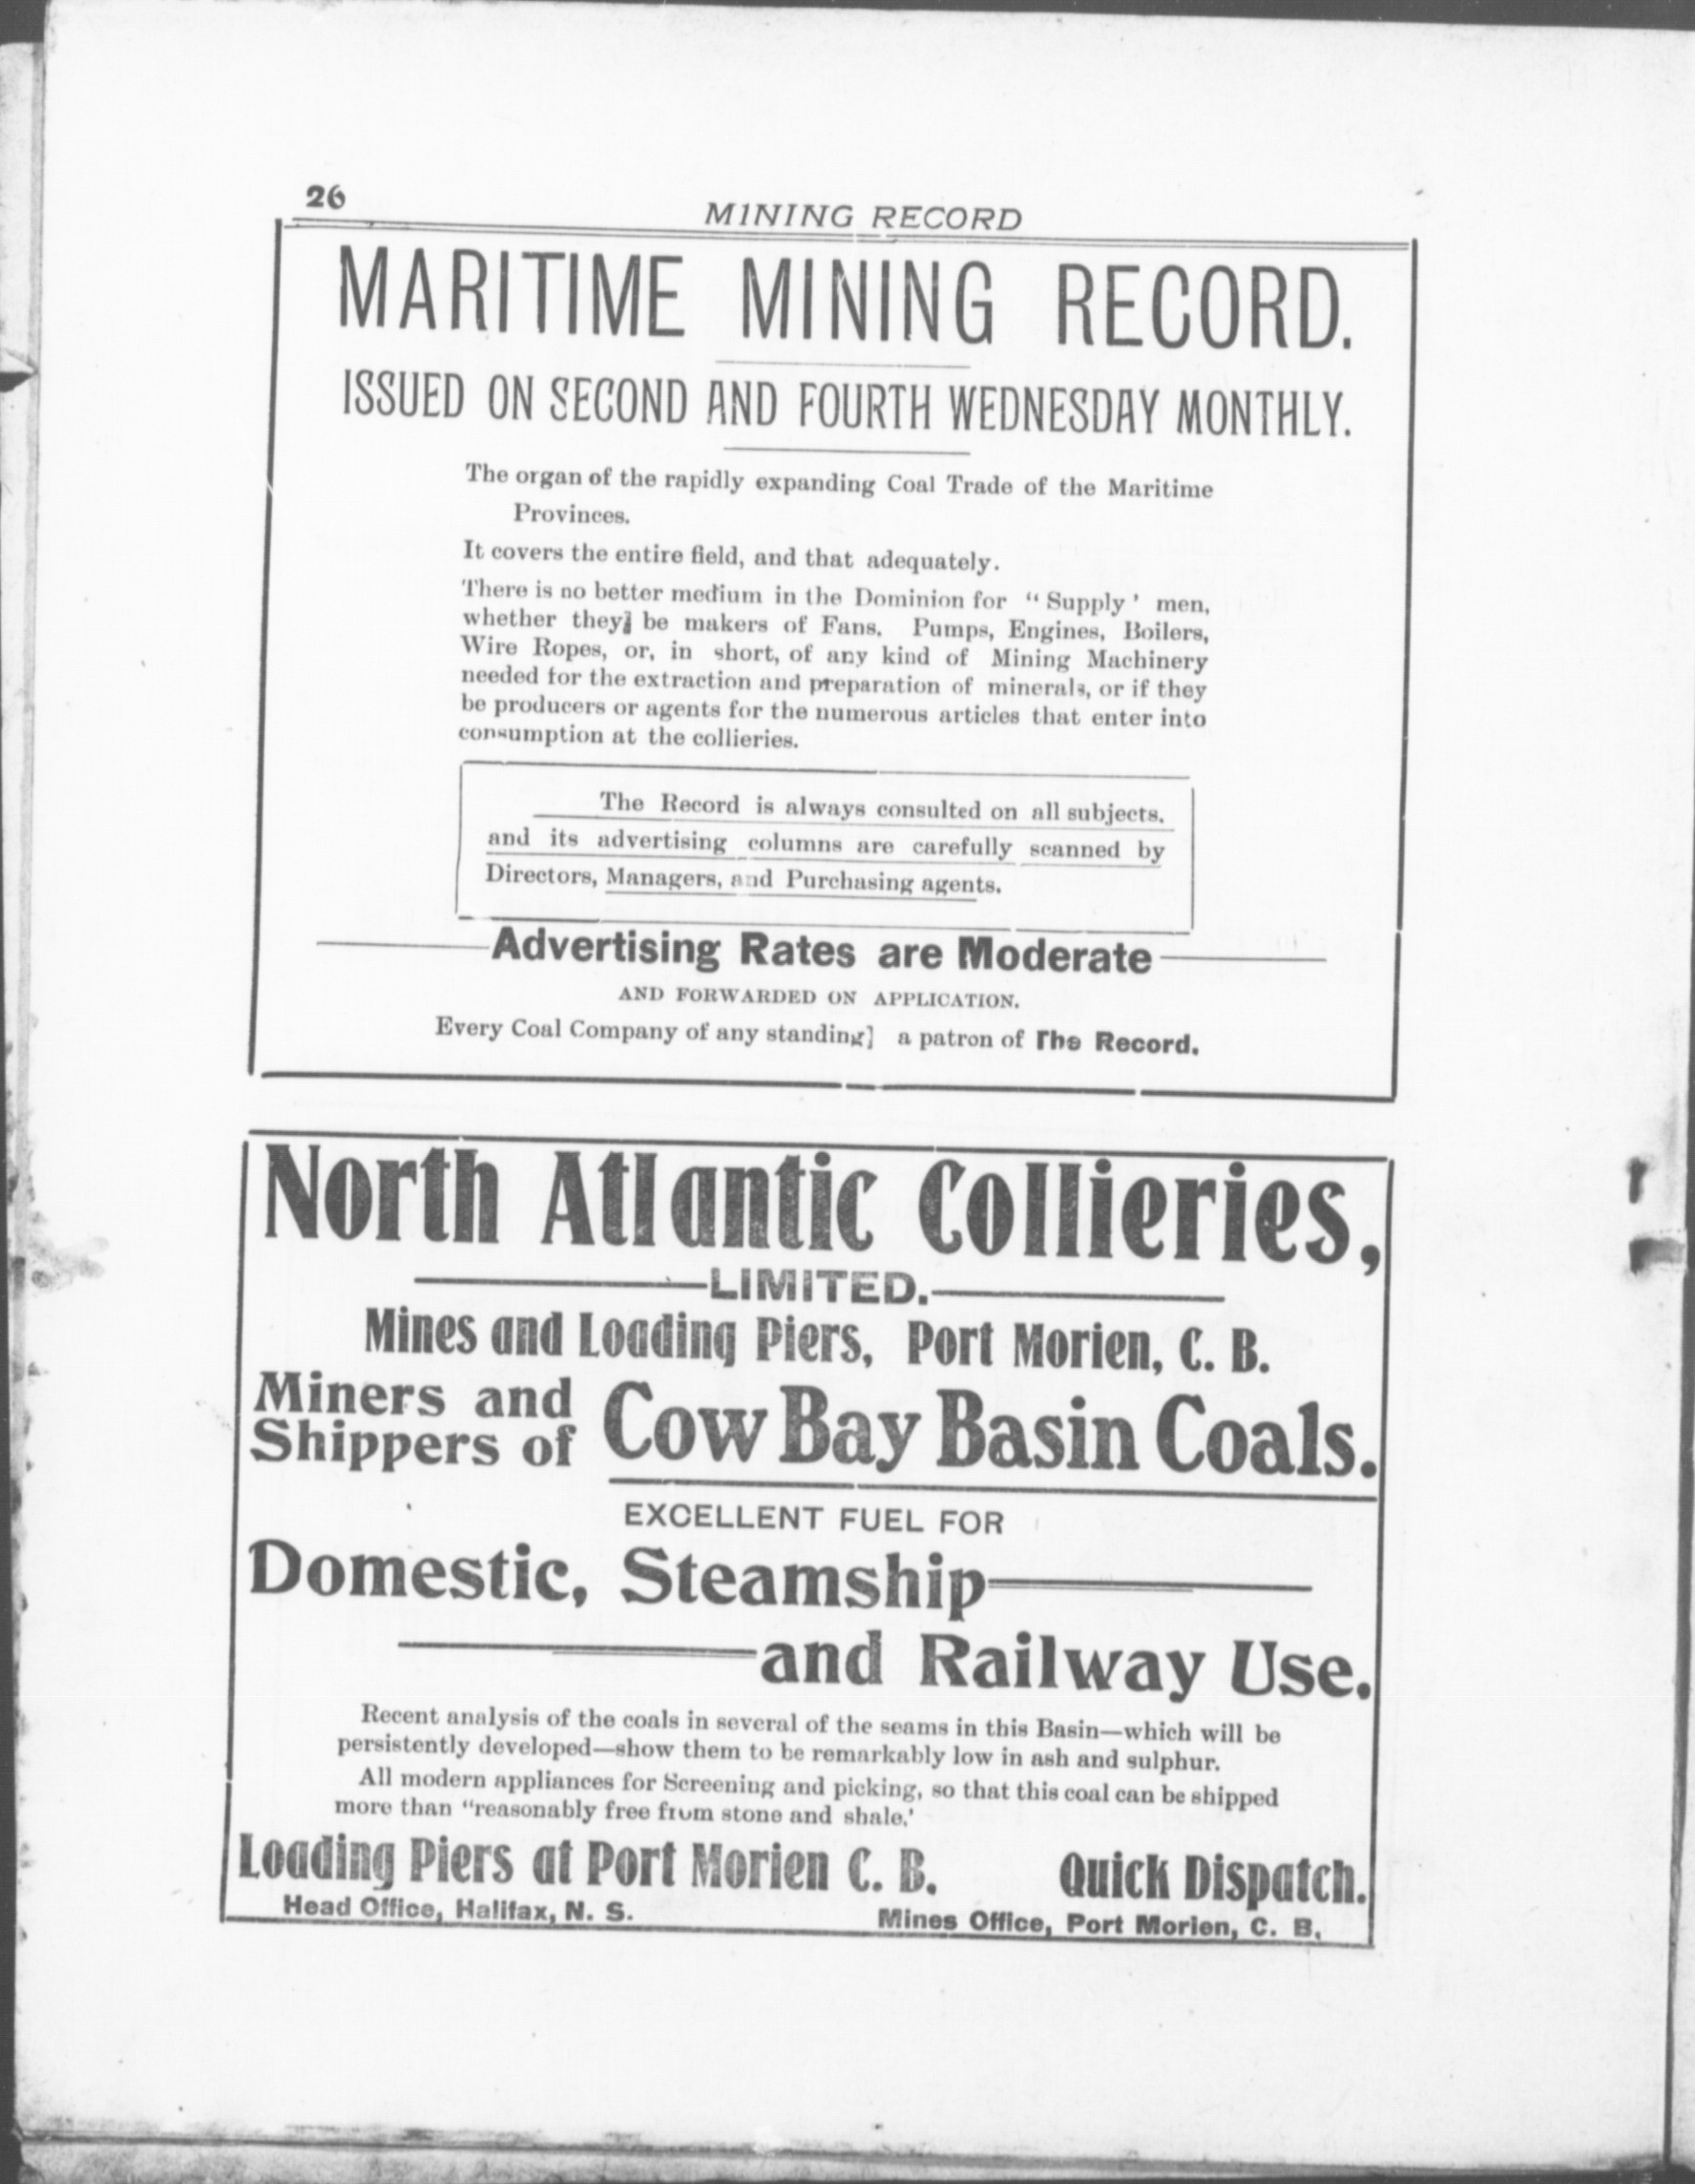 26
MINING RECORD
MARITIME MINING RECORD.
ISSUED ON SECOND AND FOURTH WEDNESDAY MONTHLY.
The organ of the rapidly expanding Coal Trade of the Maritime
Provinces.
It covers the entire field, and that adequately.
There is no better medium in the Dominion for "Supply' men,
whether they] be makers of Fans, Pumps, Engines, Boilers,
Wire Ropes, or, in short, of any kind of Mining Machinery
needed for the extraction and preparation of minerals, or if they
be producers or agents for the numerous articles that enter into
consumption at the collieries.
The Record is always consulted on all subjects,
and its advertising columns are carefully scanned by
Directors, Managers, and Purchasing agents.
Advertising Rates are Moderate
AND FORWARDED ON APPLICATION.
Every Coal Company of any standing] a patron of The Record.
North Atlantic Collieries,
LIMITED.
Mines and Loading Piers, Port Morien, C. B.
Miners and
Shippers of
Cow Bay Basin Coals.
EXCELLENT FUEL FOR
Domestic, Steamship
and Railway Use.
Recent analysis of the coals in several of the seams in this Basin—which will be
persistently developed—show them to be remarkably low in ash and sulphur.
All modern appliances for Screening and picking, so that this coal can be shipped
more than "reasonably free from stone and shale,'
Loading Piers at Port Morien C. B. Quick Dispatch.
Head Office, Halifax, N. S. Mines Office, Port Morien, C. B.